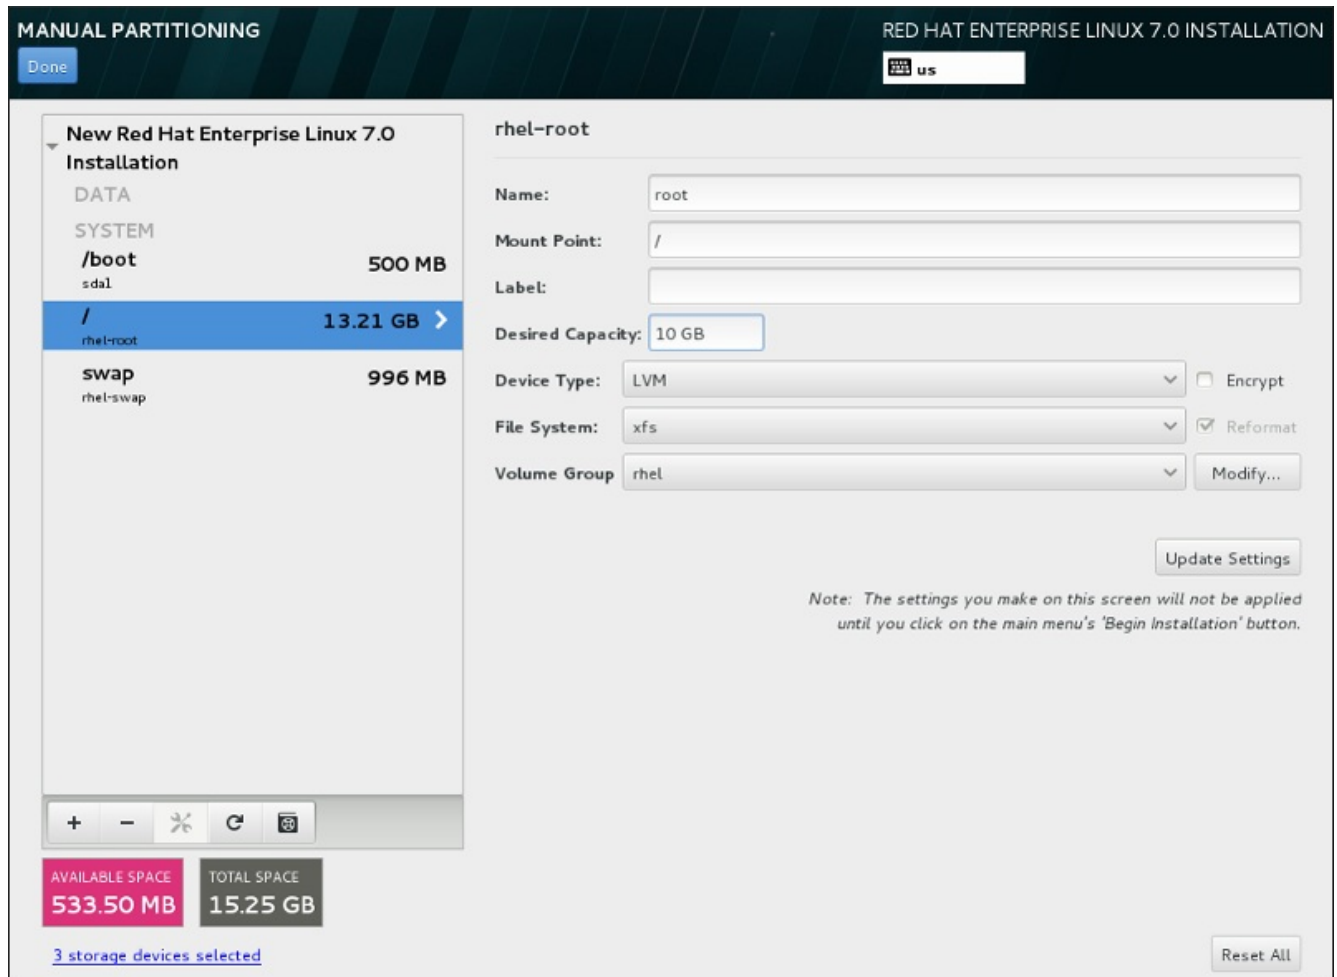 MANUAL PARTITIONING
RED HAT ENTERPRISE LINUX 7.0 INSTALLATION
Done
us
New Red Hat Enterprise Linux 7.0
Installation
DATA
SYSTEM
/boot
500 MB
sda1
/
13.21 GB
rhel-root
swap
996 MB
rhel-swap
rhel-root
Name: root
Mount Point: /
Label:
Desired Capacity: 10 GB
Device Type: LVM Encrypt
File System: xfs Reformat
Volume Group rhel Modify...
Update Settings
Note: The settings you make on this screen will not be applied
until you click on the main menu's 'Begin Installation' button.
AVAILABLE SPACE
533.50 MB
TOTAL SPACE
15.25 GB
3 storage devices selected
Reset All